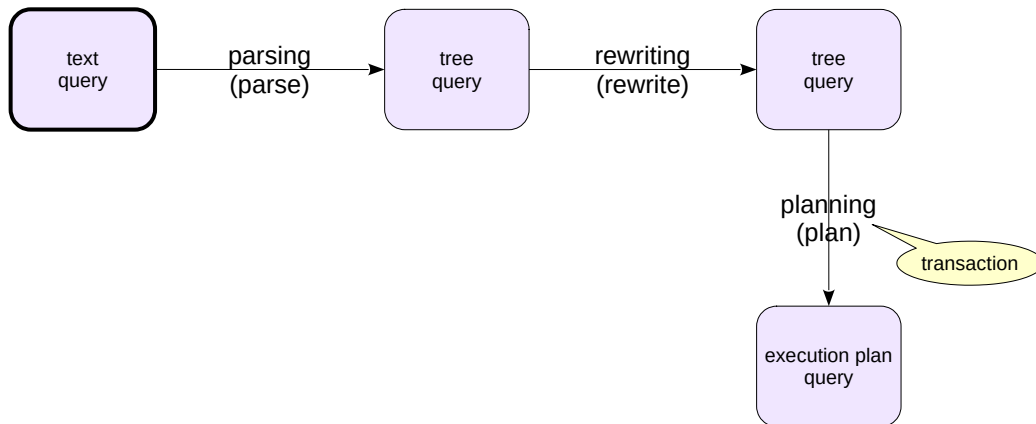 text
query
parsing
(parse)
tree
query
rewriting
(rewrite)
tree
query
planning
(plan)
transaction
execution plan
query